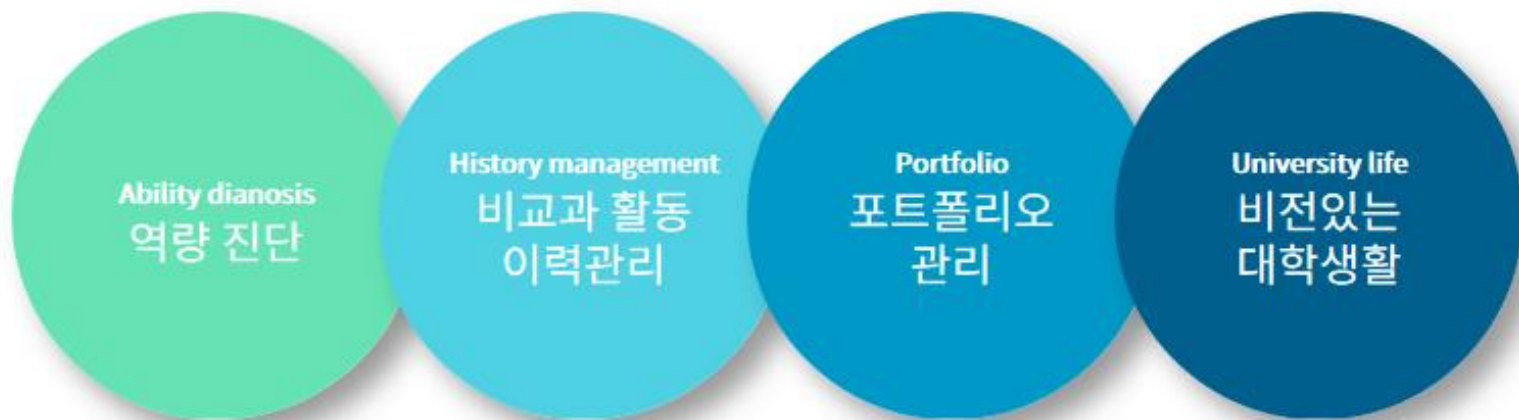 Ability dianosis
역량 진단
History management
비교과 활동
이력관리
Portfolio
포트폴리오
관리
University life
비전있는
대학생활